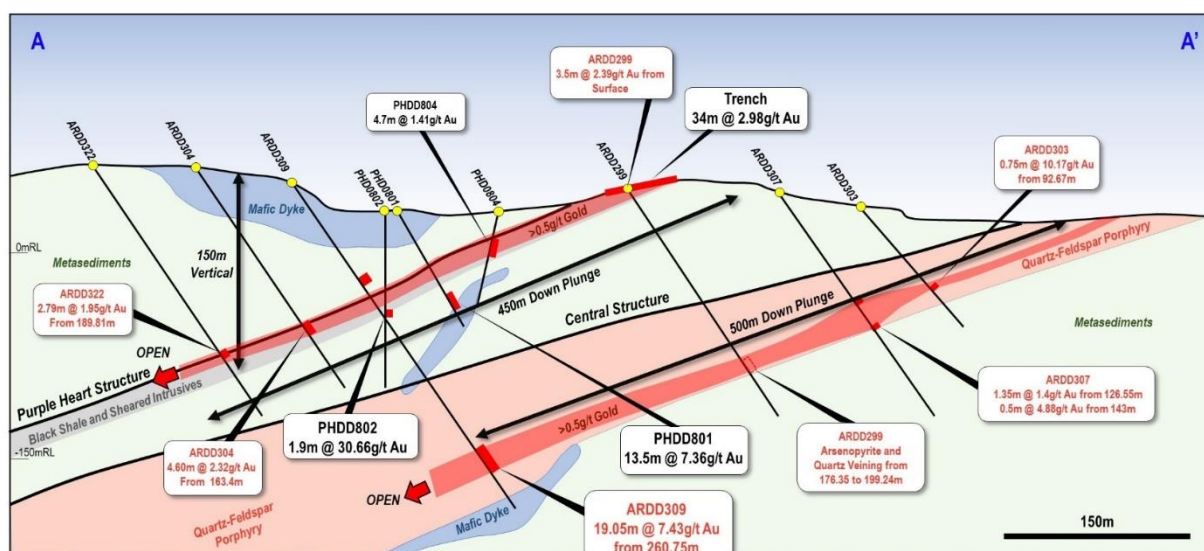 A
A'
ARDD299
3.5m @ 2.39g/t Au from
Surface
Trench
34m @ 2.98g/t Au
PHDD804
4.7m @ 1.41g/t Au
ARDD303
0.75m @ 10.17g/t Au
from 92.67m
ARDD322
ARDD304
ARDD309
PHD0802
PHD0801
PHD0804
ARDD299
ARDD307
ARDD303
Mafic Dyke
>0.5g/t Gold
0mRL
150m
Vertical
Metasediments
450m Down Plunge
Central Structure
500m Down Plunge
Quartz-Feldspar
Porphyry
Metasediments
ARDD322
2.79m @ 1.95g/t Au
From 189.81m
OPEN
Purple Heart Structure
Black Shale and Sheared Intrusives
-150mRL
ARDD304
4.60m @ 2.32g/t Au
From 163.4m
PHDD802
1.9m @ 30.66g/t Au
>0.5g/t Gold
PHDD801
13.5m @ 7.36g/t Au
ARDD299
Arsenopyrite and
Quartz Veining from
176.35 to 199.24m
ARDD307
1.35m @ 1.4g/t Au from 126.55m
0.5m @ 4.88g/t Au from 143m
OPEN
Quartz-Feldspar
Porphyry
Mafic Dyke
ARDD309
19.05m @ 7.43g/t Au
from 260.75m
150m